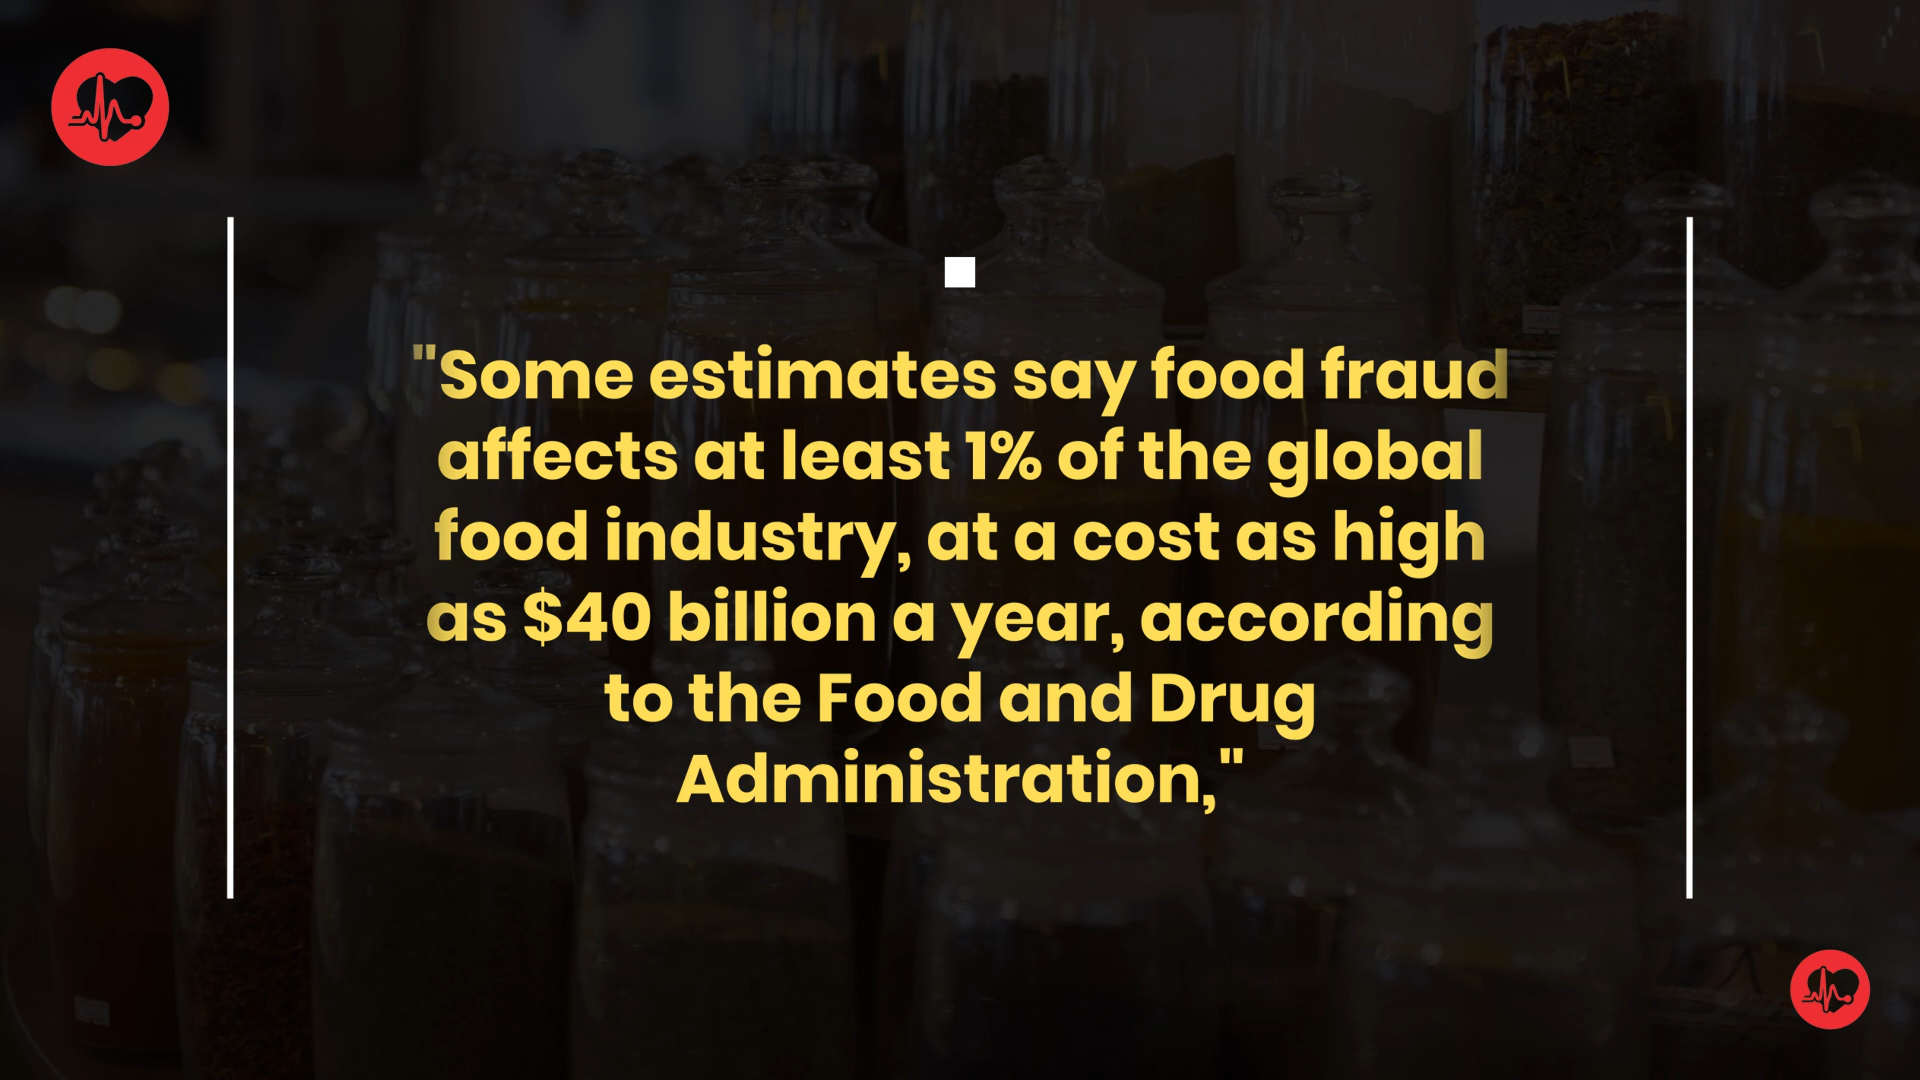 "Some estimates say food fraud
affects at least 1% of the global
food industry, at a cost as high
as $40 billion a year, according
to the Food and Drug
Administration,"